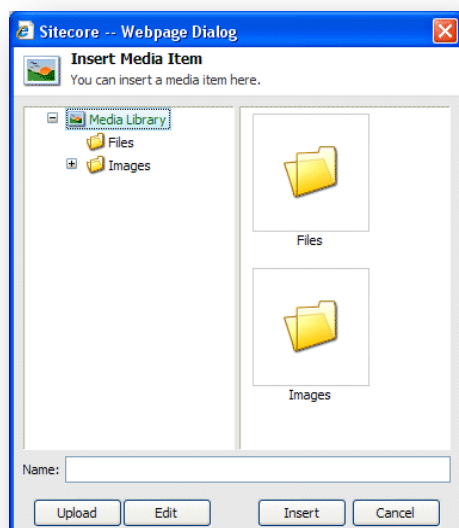 Sitecore -- Webpage Dialog
Insert Media Item
You can insert a media item here.
Media Library
Files
Images
Files
Images
Name:
Upload Edit Insert Cancel